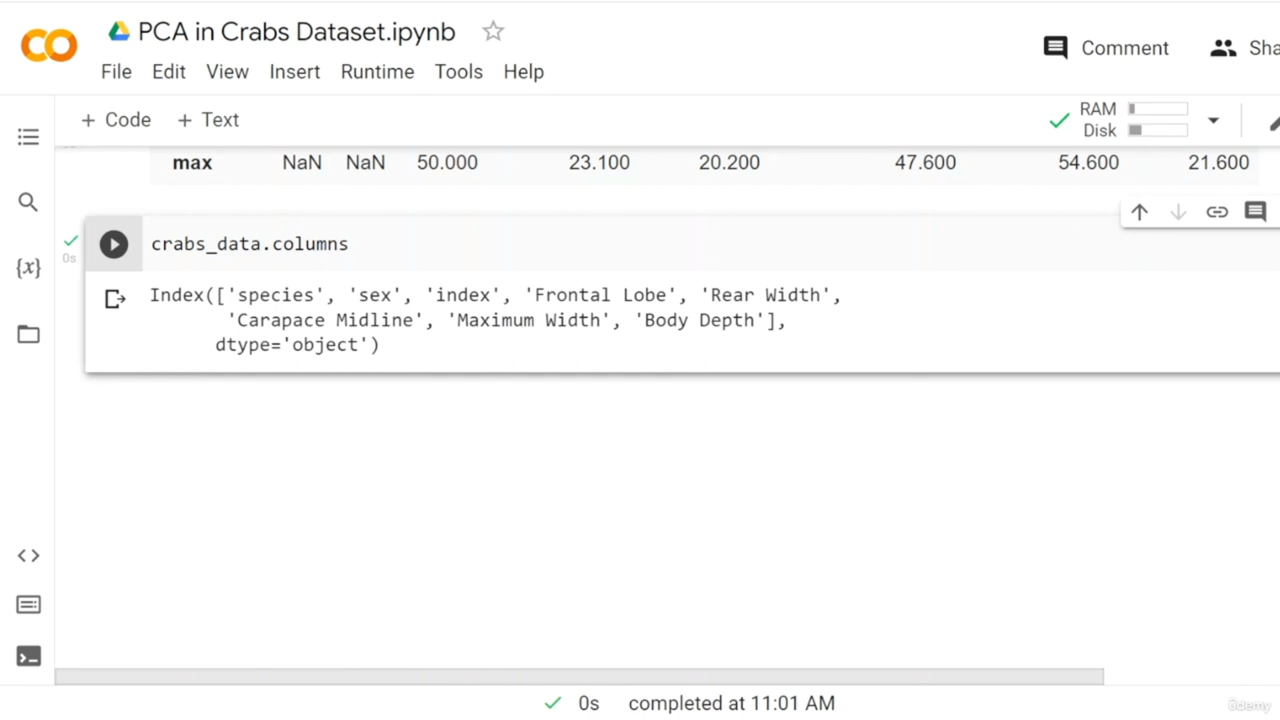 PCA in Crabs Dataset.ipynb
Comment
File Edit View Insert Runtime Tools Help
+ Code + Text
RAM
Disk
max NaN NaN 50.000 23.100 20.200 47.600 54.600 21.600
{x}
0s
crabs_data.columns
Index(['species', 'sex', 'index', 'Frontal Lobe', 'Rear Width',
'Carapace Midline', 'Maximum Width', 'Body Depth'],
dtype='object')
0s completed at 11:01 AM
ûdemy